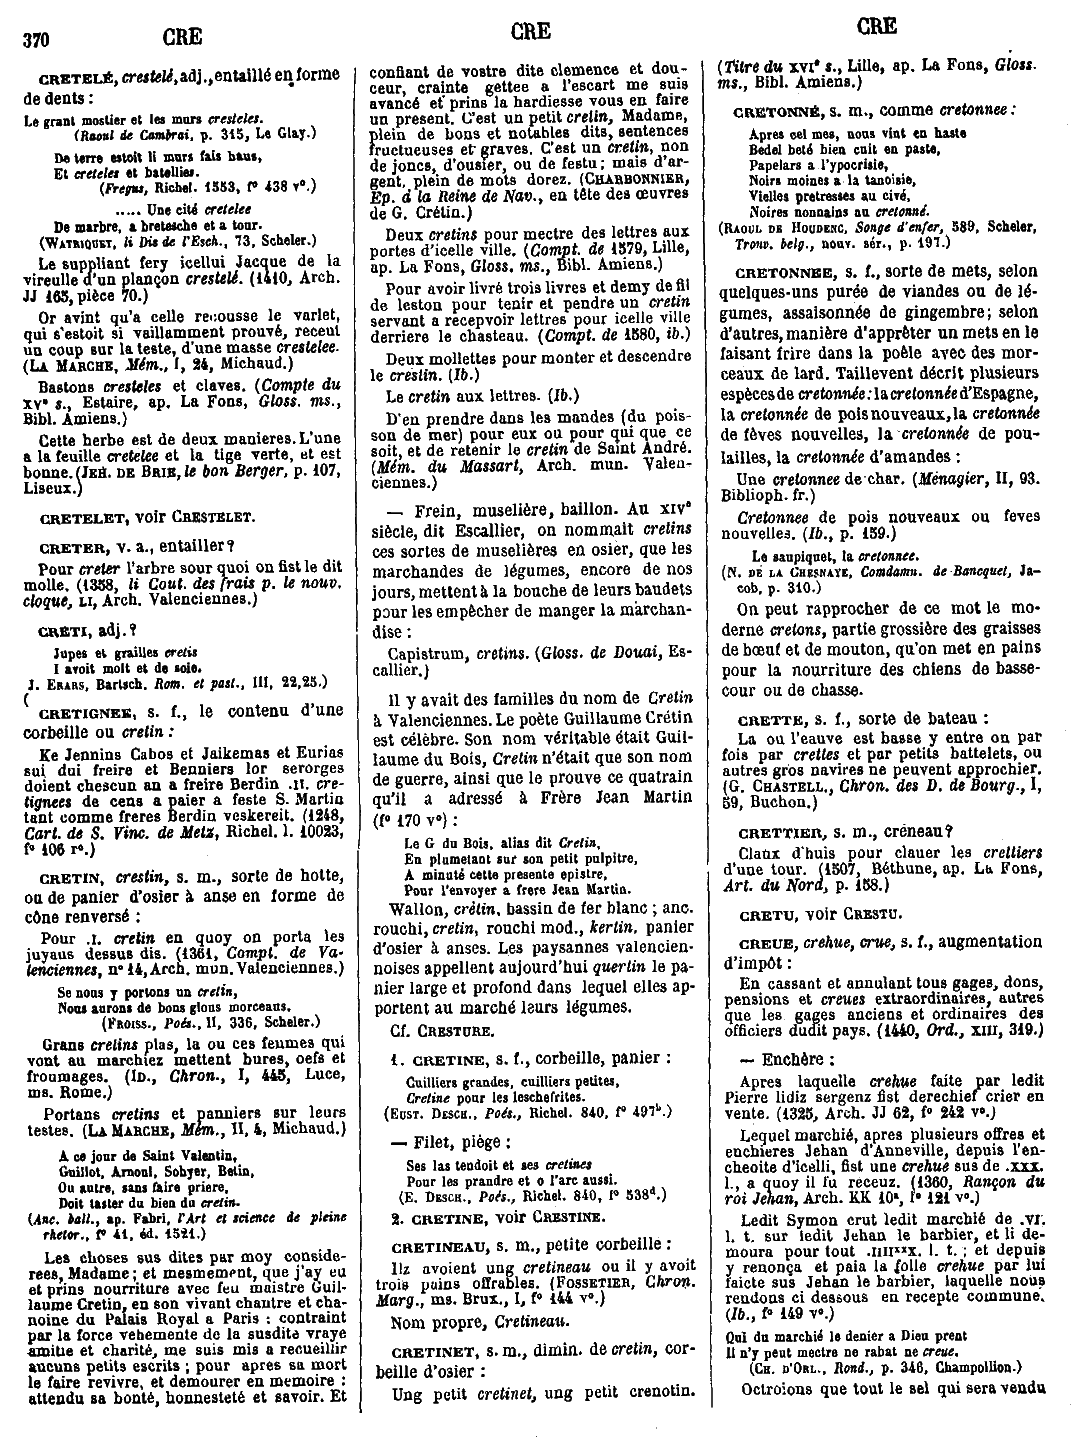 370
CRE
CRE
CRE
CRETELÉ, crestelé, adj., entaillé en forme
de dents :
Le grant mostier et les murs cresteles.
(Raoul de Cambrai, p. 315, Le Glay.)
De terre estoit li murs fais haus,
Et creteles et batellies.
(Fregus, Richel. 1553, f° 438 v°.)
..... Une cité cretelee
De marbre, a bretesche et a tour.
(WATRIQUET, li Dis de l'Esch., 73, Scheler.)
Le suppliant fery icellui Jacque de la
vireulle d'un plançon crestelé. (1410, Arch.
JJ 165, pièce 70.)
Or avint qu'a celle recousse le varlet,
qui s'estoit si vaillamment prouvé, receut
un coup sur la teste, d'une masse crestelee.
(LA MARCHE, Mém., I, 24, Michaud.)
Bastons cresteles et claves. (Compte du
XV° s., Estaire, ap. La Fons, Gloss. ms.,
Bibl. Amiens.)
Cette herbe est de deux manieres. L'une
a la feuille cretelee et la tige verte, et est
bonne. (JEH. DE BRIE, le bon Berger, p. 107,
Liseux.)
CRETELET, voir CRESTELET.
CRETER, v. a., entailler ?
Pour creter l'arbre sour quoi on fist le dit
molle. (1358, li Cout. des frais p. le nouv.
cloque, LI, Arch. Valenciennes.)
CRETI, adj. ?
Jupes et grailles cretis
I avoit molt et de soie.
J. ERARS, Bartsch. Rom. et past., III, 22,25.)
(
CRETIGNEE, s. f., le contenu d'une
corbeille ou cretin :
Ke Jennins Cabos et Jaikemas et Eurias
sui dui freire et Benniers lor serorges
doient chescun an a freire Berdin .II. cre-
tignees de cens a paier a feste S. Martin
tant comme freres Berdin veskereit. (1248,
Cart. de S. Vinc. de Metz, Richel. l. 10023,
f° 106 r°.)
CRETIN, crestin, s. m., sorte de hotte,
ou de panier d'osier à anse en forme de
cône renversé :
Pour .I. cretin en quoy on porta les
juyaus dessus dis. (1361, Compt. de Va-
lenciennes, n° 14, Arch. mun. Valenciennes.)
Se nous y portons un cretin,
Nous aurons de bons gious morceaus.
(FROISS., Poés., II, 336, Scheler.)
Grans cretins plas, la ou ces feumes qui
vont au marchiez mettent bures, oefs et
froumages. (ID., Chron., I, 445, Luce,
ms. Rome.)
Portans cretins et panniers sur leurs
testes. (LA MARCHE, Mém., II, 4, Michaud.)
A ce jour de Saint Valentin,
Guillot, Arnoul, Sohyer, Betin,
Ou autre, sans faire priere,
Doit taster du bien du cretin.
(Anc. ball., ap. Fabri, l'Art et science de pleine
rhetor., f° 41, éd. 1521.)
Les choses sus dites par moy conside-
rees, Madame ; et mesmement, que j'ay eu
et prins nourriture avec feu maistre Guil-
laume Cretin, en son vivant chantre et cha-
noine du Palais Royal a Paris : contraint
par la force vehemente de la susdite vraye
amitie et charité, me suis mis a recueillir
aucuns petits escrits ; pour apres sa mort
le faire revivre, et demourer en memoire :
attendu sa bonté, honnesteté et savoir. Et
confiant de vostre dite clemence et dou-
ceur, crainte gettee a l'escart me suis
avancé et prins la hardiesse vous en faire
un present. C'est un petit cretin, Madame,
plein de bons et notables dits, sentences
fructueuses et graves. C'est un cretin, non
de joncs, d'ousier, ou de festu ; mais d'ar-
gent, plein de mots dorez. (CHARBONNIER,
Ep. a la Reine de Nav., en tête des œuvres
de G. Crétin.)
Deux cretins pour mectre des lettres aux
portes d'icelle ville. (Compt. de 1579, Lille,
ap. La Fons, Gloss. ms., Bibl. Amiens.)
Pour avoir livré trois livres et demy de fil
de leston pour tenir et pendre un cretin
servant a recepvoir lettres pour icelle ville
derriere le chasteau. (Compt. de 1580, ib.)
Deux mollettes pour monter et descendre
le crestin. (Ib.)
Le cretin aux lettres. (Ib.)
D'en prendre dans les mandes (du pois-
son de mer) pour eux ou pour qui que ce
soit, et de retenir le cretin de Saint André.
(Mém. du Massart, Arch. mun. Valen-
ciennes.)
— Frein, muselière, baillon. Au XIV°
siècle, dit Escallier, on nommait cretins
ces sortes de muselières en osier, que les
marchandes de légumes, encore de nos
jours, mettent à la bouche de leurs baudets
pour les empêcher de manger la marchan-
dise :
Capistrum, cretins. (Gloss. de Douai, Es-
callier.)
Il y avait des familles du nom de Cretin
à Valenciennes. Le poète Guillaume Crétin
est célèbre. Son nom véritable était Guil-
laume du Bois, Cretin n'était que son nom
de guerre, ainsi que le prouve ce quatrain
qu'il a adressé à Frère Jean Martin
(f° 170 v°) :
Le G du Bois, alias dit Cretin,
En plumetant sur son petit pulpitre,
A minuté cette presente epistre,
Pour l'envoyer a frere Jean Martin.
Wallon, crètin, bassin de fer blanc ; anc.
rouchi, cretin, rouchi mod., kertin, panier
d'osier à anses. Les paysannes valencien-
noises appellent aujourd'hui quertin le pa-
nier large et profond dans lequel elles ap-
portent au marché leurs légumes.
Cf. CRESTURE.
1. CRETINE, s. f., corbeille, panier :
Cuilliers grandes, cuilliers petites,
Cretine pour les leschefrites.
(EUST. DESCH., Poés., Richel. 840, f° 497ᵇ.)
— Filet, piège :
Ses las tendoit et ses cretines
Pour les prandre et o l'arc aussi.
(E. DESCH., Poés., Richel. 840, f° 538ᵈ.)
2. CRETINE, voir CRESTINE.
CRETINEAU, s. m., petite corbeille :
Ilz avoient ung cretineau ou il y avoit
trois pains offrables. (FOSSETIER, Chron.
Marg., ms. Brux., I, f° 144 v°.)
Nom propre, Cretineau.
CRETINET, s. m., dimin. de cretin, cor-
beille d'osier :
Ung petit cretinet, ung petit crenotin.
(Titre du XVI° s., Lille, ap. La Fons, Gloss.
ms., Bibl. Amiens.)
CRETONNÉ, s. m., comme cretonnee :
Apres cel mes, nous vint en haste
Bedel beté bien cuit en paste,
Papelars a l'ypocrisie,
Noirs moines a la tanoisie,
Vielles pretresses au civé,
Noires nonnains au cretonné.
(RAOUL DE HOUDENC, Songe d'enfer, 589, Scheler,
Trouv. belg., nouv. sér., p. 197.)
CRETONNEE, s. f., sorte de mets, selon
quelques-uns purée de viandes ou de lé-
gumes, assaisonnée de gingembre ; selon
d'autres, manière d'apprêter un mets en le
faisant frire dans la poêle avec des mor-
ceaux de lard. Taillevent décrit plusieurs
espèces de cretonnée : la cretonnée d'Espagne,
la cretonnée de pois nouveaux, la cretonnée
de fèves nouvelles, la cretonnée de pou-
lailles, la cretonnée d'amandes :
Une cretonnee de char. (Ménagier, II, 93.
Biblioph. fr.)
Cretonnee de pois nouveaux ou feves
nouvelles. (Ib., p. 159.)
Le saupiquet, la cretonnee.
(N. DE LA CHESNAYE, Comdamn. de Bancquet, Ja-
cob, p. 310.)
On peut rapprocher de ce mot le mo-
derne cretons, partie grossière des graisses
de bœuf et de mouton, qu'on met en pains
pour la nourriture des chiens de basse-
cour ou de chasse.
CRETTE, s. f., sorte de bateau :
La ou l'eauve est basse y entre on par
fois par crettes et par petits battelets, ou
autres gros navires ne peuvent approchier.
(G. CHASTELL., Chron. des D. de Bourg., I,
59, Buchon.)
CRETTIER, s. m., créneau ?
Claux d'huis pour clauer les crettiers
d'une tour. (1507, Béthune, ap. La Fons,
Art. du Nord, p. 158.)
CRETU, voir CRESTU.
CREUE, crehue, crue, s. f., augmentation
d'impôt :
En cassant et annulant tous gages, dons,
pensions et creues extraordinaires, autres
que les gages anciens et ordinaires des
officiers dudit pays. (1440, Ord., XIII, 319.)
— Enchère :
Apres laquelle crehue faite par ledit
Pierre lidiz sergenz fist derechief crier en
vente. (1325, Arch. JJ 62, f° 242 v°.)
Lequel marchié, apres plusieurs offres et
enchieres Jehan d'Anneville, depuis l'en-
cheoite d'icelli, fist une crehue sus de .XXX.
l., a quoy il fu receuz. (1360, Rançon du
roi Jehan, Arch. KK 10ᵃ, f° 121 v°.)
Ledit Symon crut ledit marchié de .VI.
l. t. sur ledit Jehan le barbier, et li de-
moura pour tout .IIIIˣˣX. l. t. ; et depuis
y renonça et paia la folle crehue par lui
faicte sus Jehan le barbier, laquelle nous
rendons ci dessous en recepte commune.
(Ib., f° 149 v°.)
Qui du marchié le denier a Dieu prent
Il n'y peut mectre ne rabat ne creue.
(CH. D'ORL., Rond., p. 346, Champollion.)
Octroions que tout le sel qui sera vendu